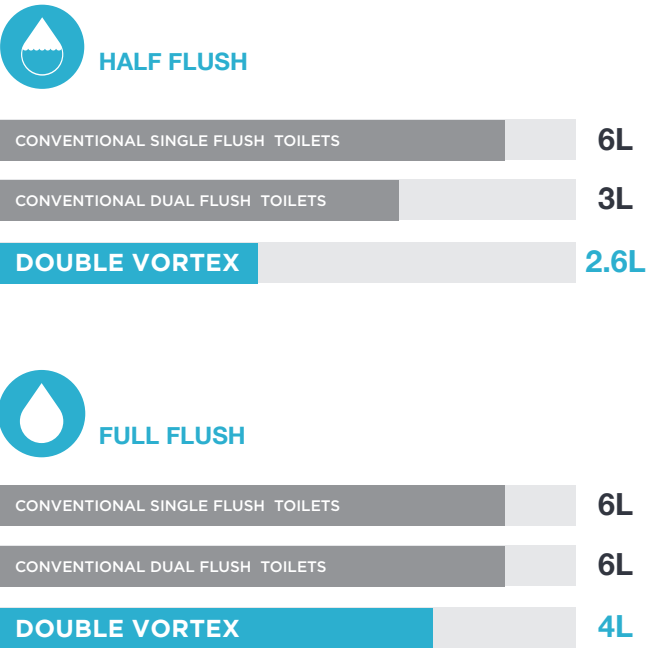 HALF FLUSH
CONVENTIONAL SINGLE FLUSH TOILETS 6L
CONVENTIONAL DUAL FLUSH TOILETS 3L
DOUBLE VORTEX 2.6L
FULL FLUSH
CONVENTIONAL SINGLE FLUSH TOILETS 6L
CONVENTIONAL DUAL FLUSH TOILETS 6L
DOUBLE VORTEX 4L